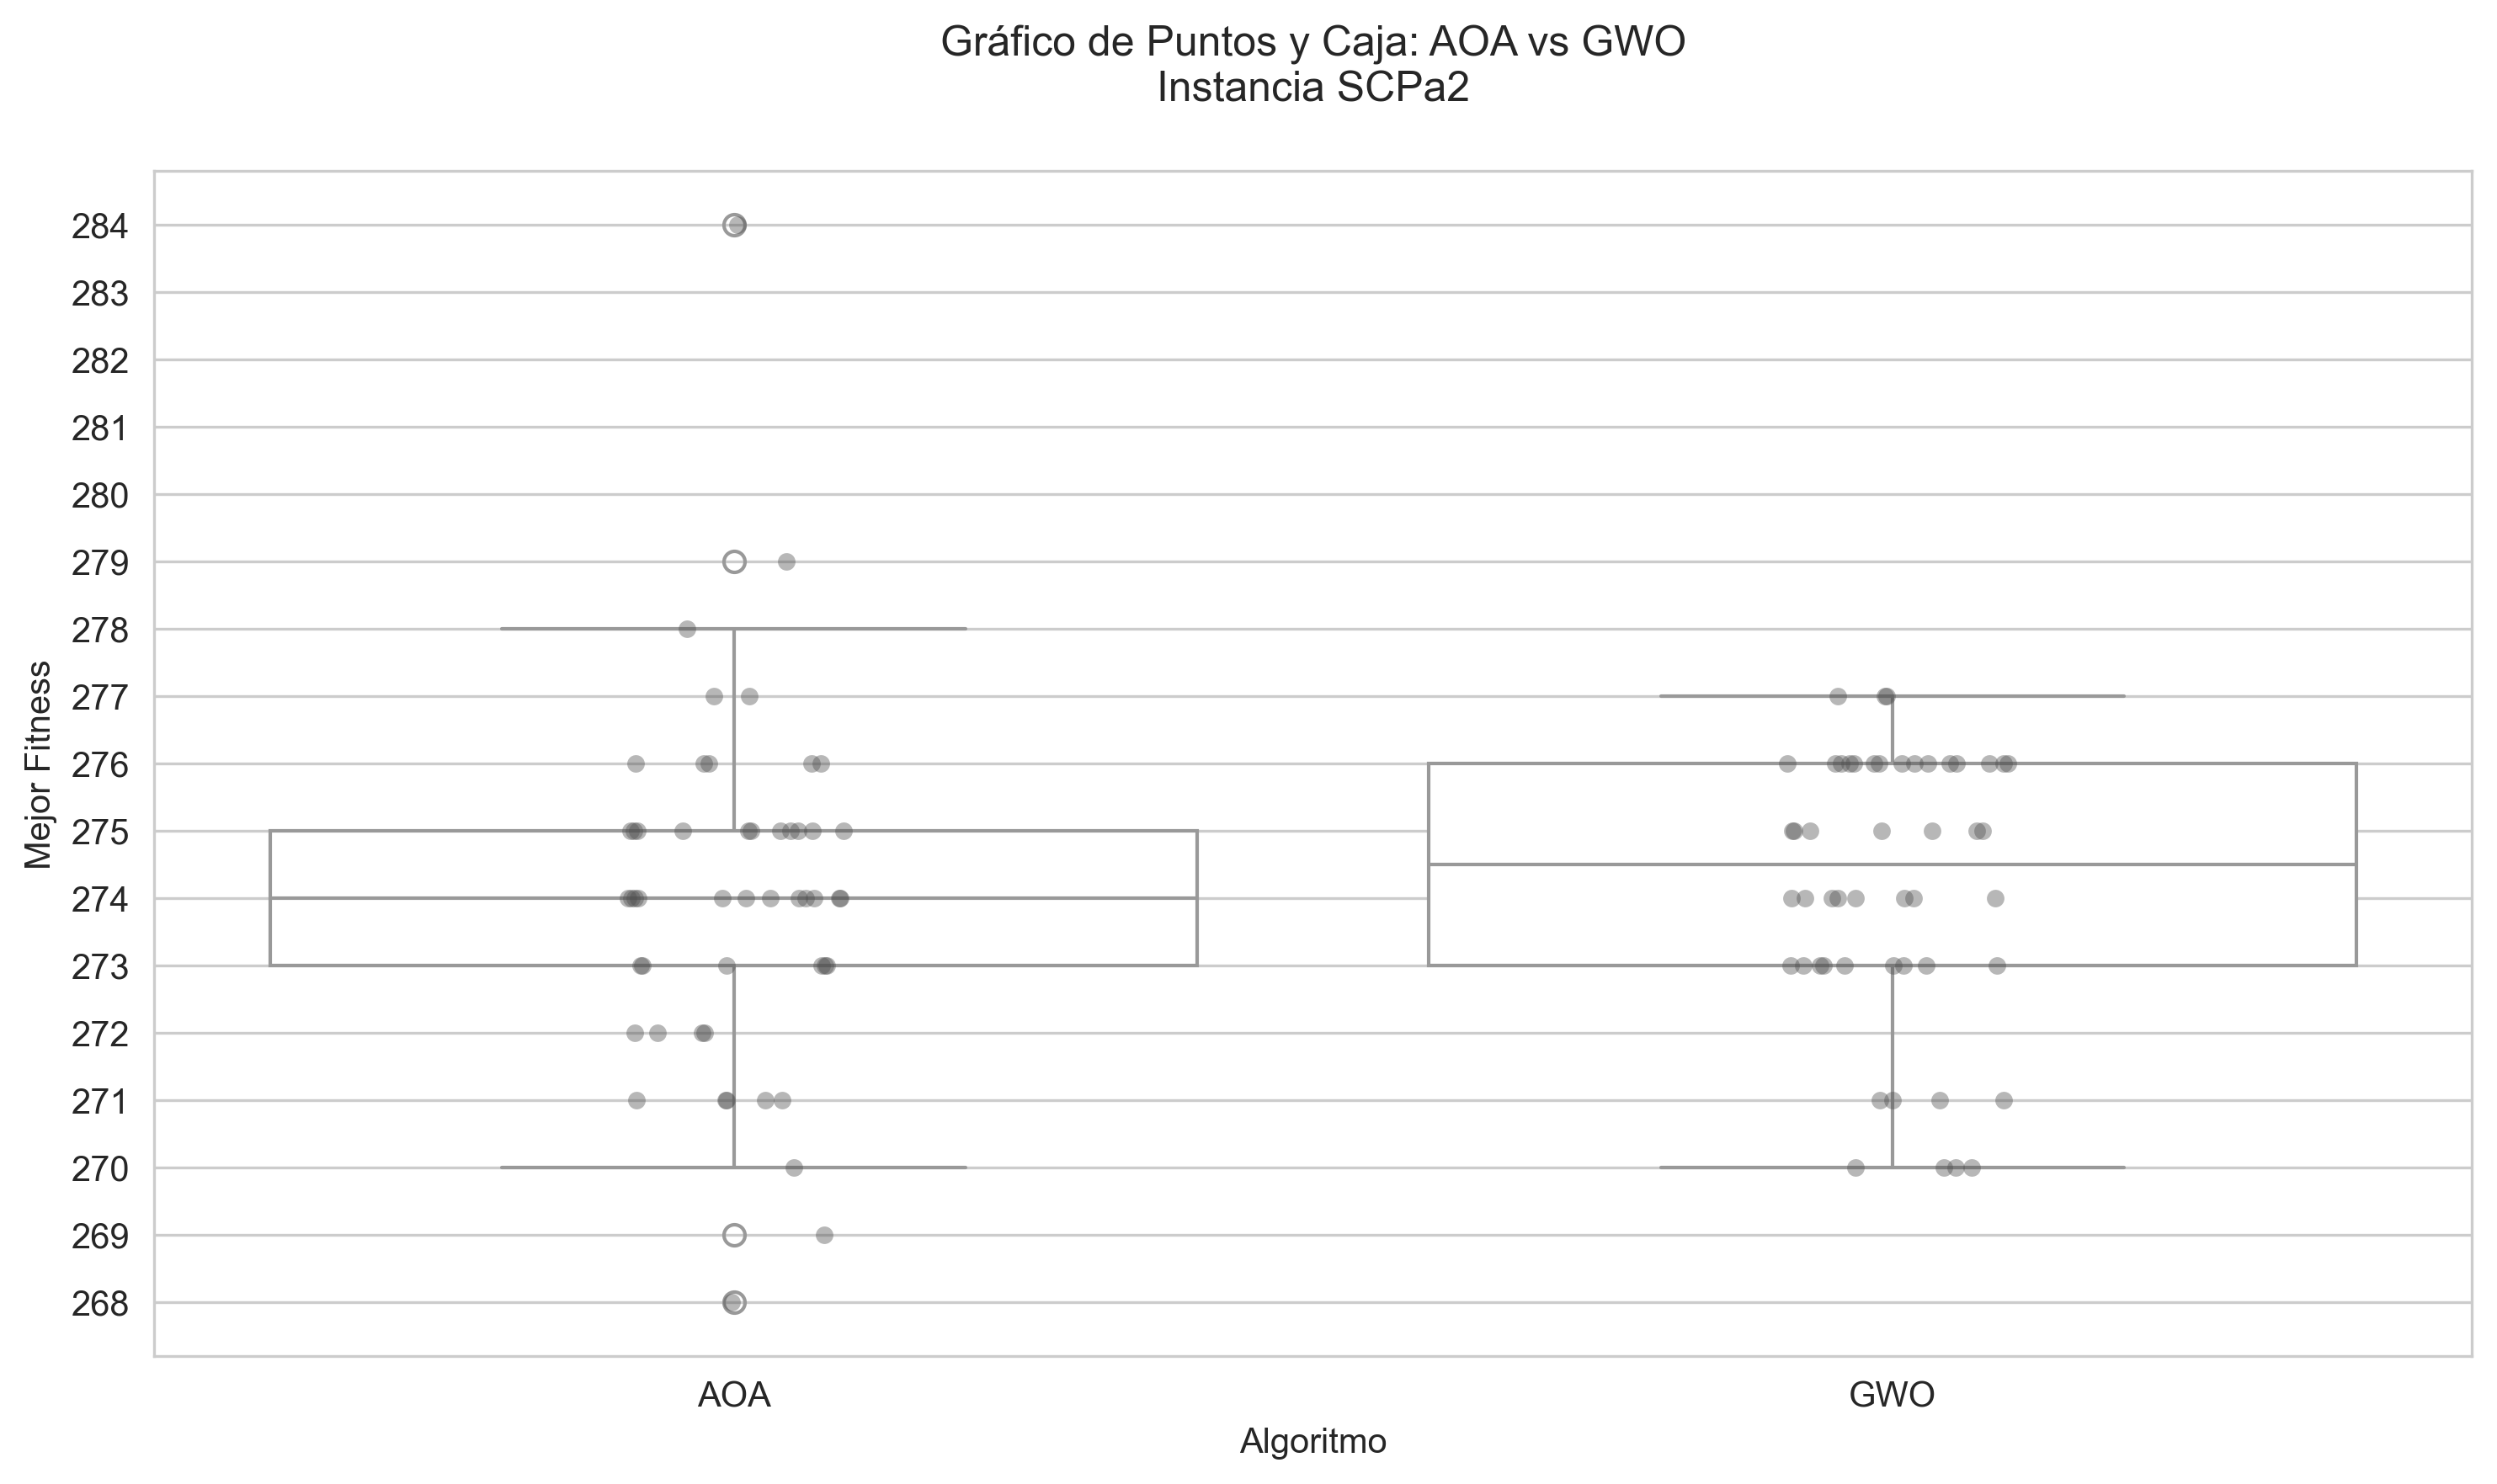 Gráfico de Puntos y Caja: AOA vs GWO
Instancia SCPa2
Mejor Fitness
284
283
282
281
280
279
278
277
276
275
274
273
272
271
270
269
268
AOA
GWO
Algoritmo